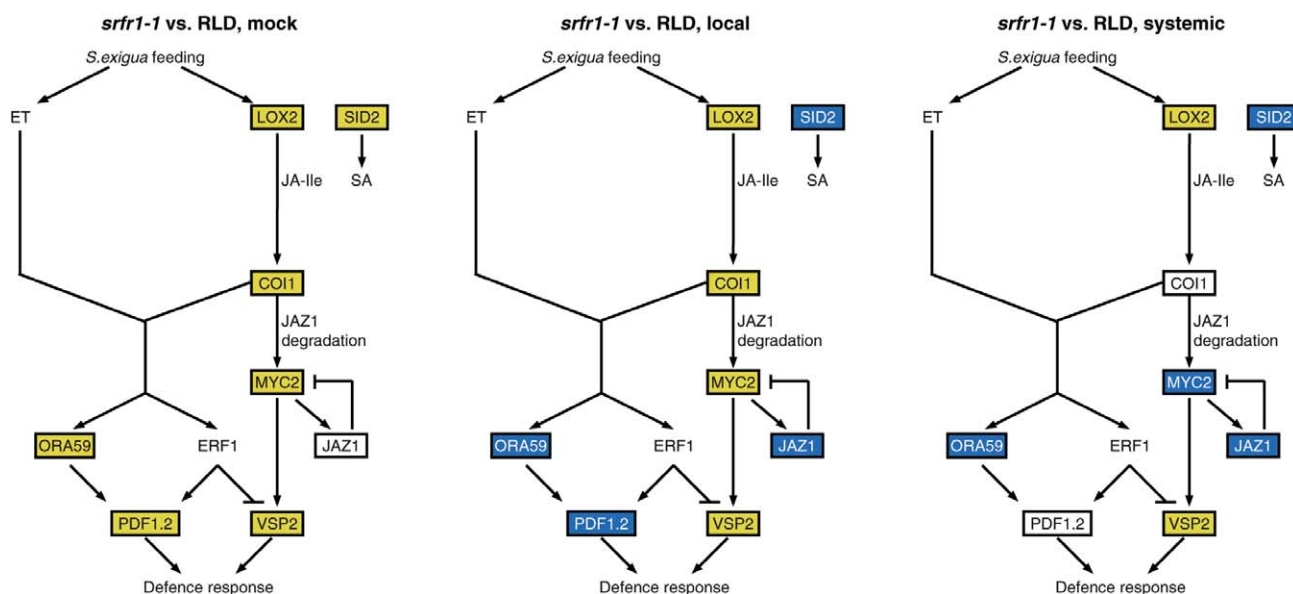 srfr1-1 vs. RLD, mock
S.exigua feeding
ET
LOX2
SID2
JA-Ile
SA
COI1
JAZ1
degradation
MYC2
ORA59
ERF1
JAZ1
PDF1.2
VSP2
Defence response
srfr1-1 vs. RLD, local
S.exigua feeding
ET
LOX2
SID2
JA-Ile
SA
COI1
JAZ1
degradation
MYC2
ORA59
ERF1
JAZ1
PDF1.2
VSP2
Defence response
srfr1-1 vs. RLD, systemic
S.exigua feeding
ET
LOX2
SID2
JA-Ile
SA
COI1
JAZ1
degradation
MYC2
ORA59
ERF1
JAZ1
PDF1.2
VSP2
Defence response